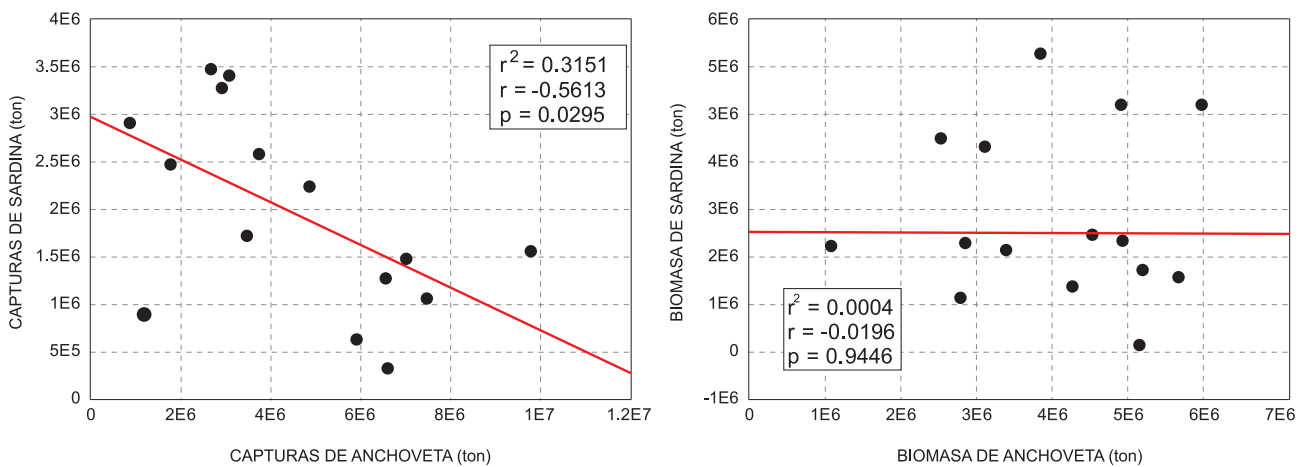 4E6
3.5E6
3E6
2.5E6
2E6
1.5E6
1E6
5E5
0
CAPTURAS DE SARDINA (ton)
r² = 0.3151
r = -0.5613
p = 0.0295
0 2E6 4E6 6E6 8E6 1E7 1.2E7
CAPTURAS DE ANCHOVETA (ton)
6E6
5E6
4E6
3E6
2E6
1E6
0
-1E6
BIOMASA DE SARDINA (ton)
r² = 0.0004
r = -0.0196
p = 0.9446
0 1E6 2E6 3E6 4E6 5E6 6E6 7E6
BIOMASA DE ANCHOVETA (ton)